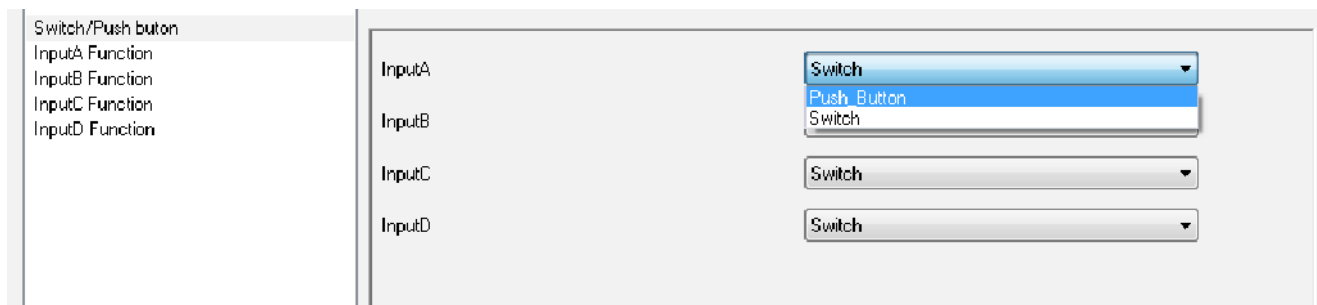 Switch/Push buton
InputA Function
InputB Function
InputC Function
InputD Function
InputA
Switch
Push_Button
Switch
InputB
InputC
Switch
InputD
Switch